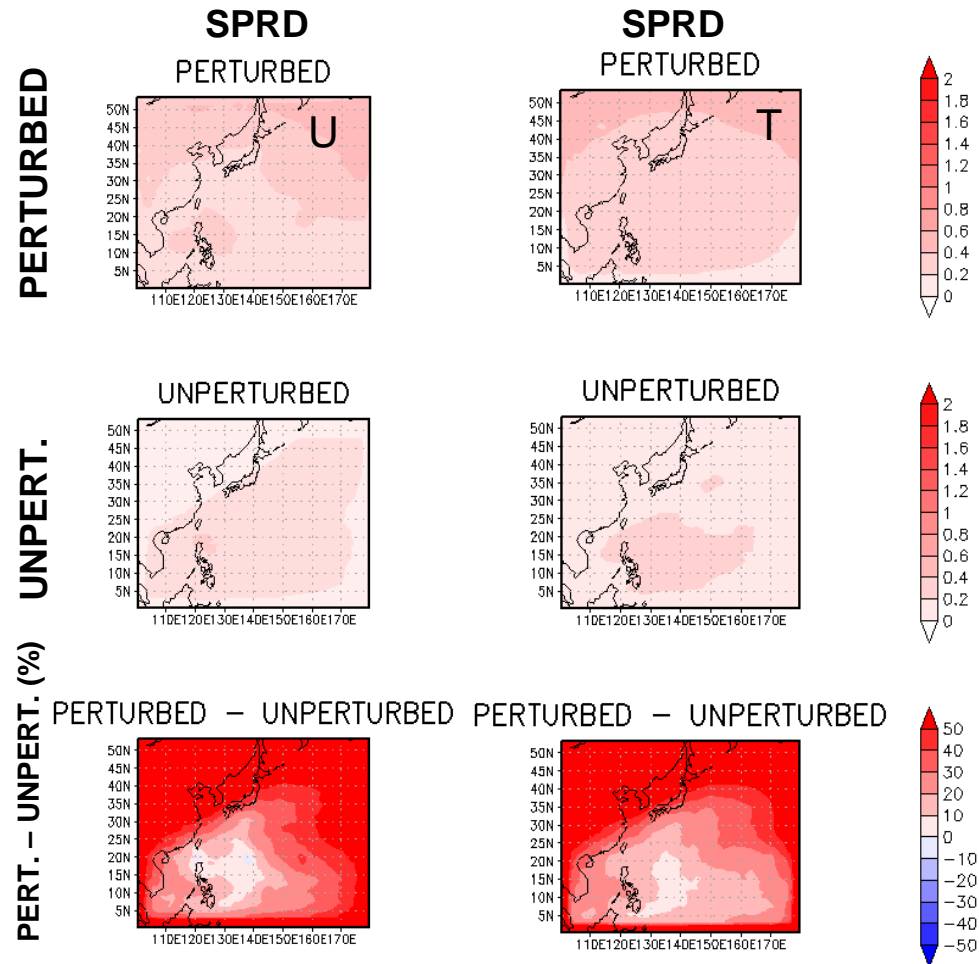 SPRD
SPRD
PERTURBED
PERTURBED
PERTURBED
U
T
50N
45N
40N
35N
30N
25N
20N
15N
10N
5N
110E120E130E140E150E160E170E
50N
45N
40N
35N
30N
25N
20N
15N
10N
5N
110E120E130E140E150E160E170E
2
1.8
1.6
1.4
1.2
1
0.8
0.6
0.4
0.2
0
UNPERT.
UNPERTURBED
UNPERTURBED
50N
45N
40N
35N
30N
25N
20N
15N
10N
5N
110E120E130E140E150E160E170E
50N
45N
40N
35N
30N
25N
20N
15N
10N
5N
110E120E130E140E150E160E170E
2
1.8
1.6
1.4
1.2
1
0.8
0.6
0.4
0.2
0
PERT. – UNPERT. (%)
PERTURBED – UNPERTURBED
PERTURBED – UNPERTURBED
50N
45N
40N
35N
30N
25N
20N
15N
10N
5N
110E120E130E140E150E160E170E
50N
45N
40N
35N
30N
25N
20N
15N
10N
5N
110E120E130E140E150E160E170E
50
40
30
20
10
0
−10
−20
−30
−40
−50